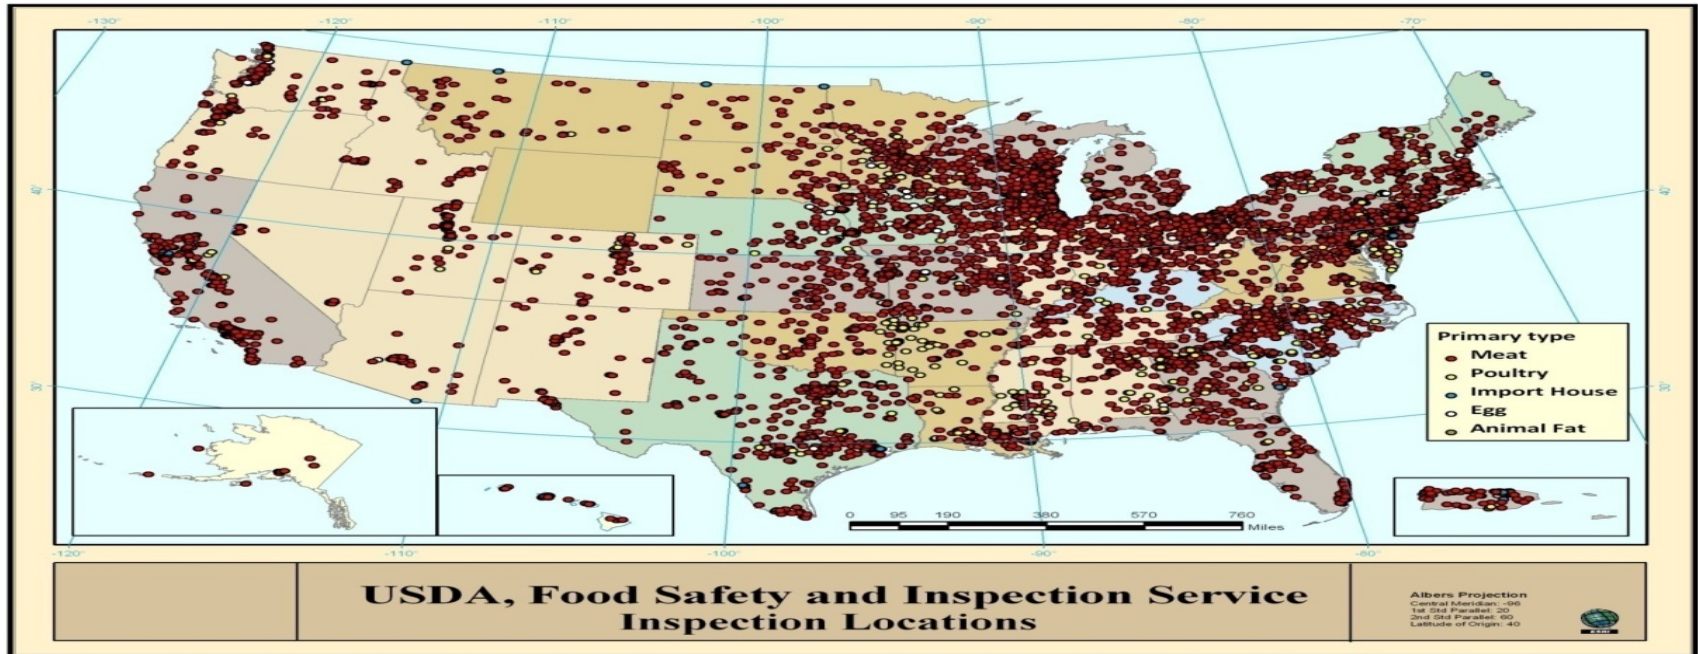 -130°
-120°
-110°
-100°
-90°
-80°
-70°
40°
40°
30°
30°
Primary type
Meat
Poultry
Import House
Egg
Animal Fat
0 95 190 380 570 760
Miles
-120°
-110°
-100°
-90°
-80°
USDA, Food Safety and Inspection Service
Inspection Locations
Albers Projection
Central Meridian: -96
1st Std Parallel: 20
2nd Std Parallel: 60
Latitude of Origin: 40
esri